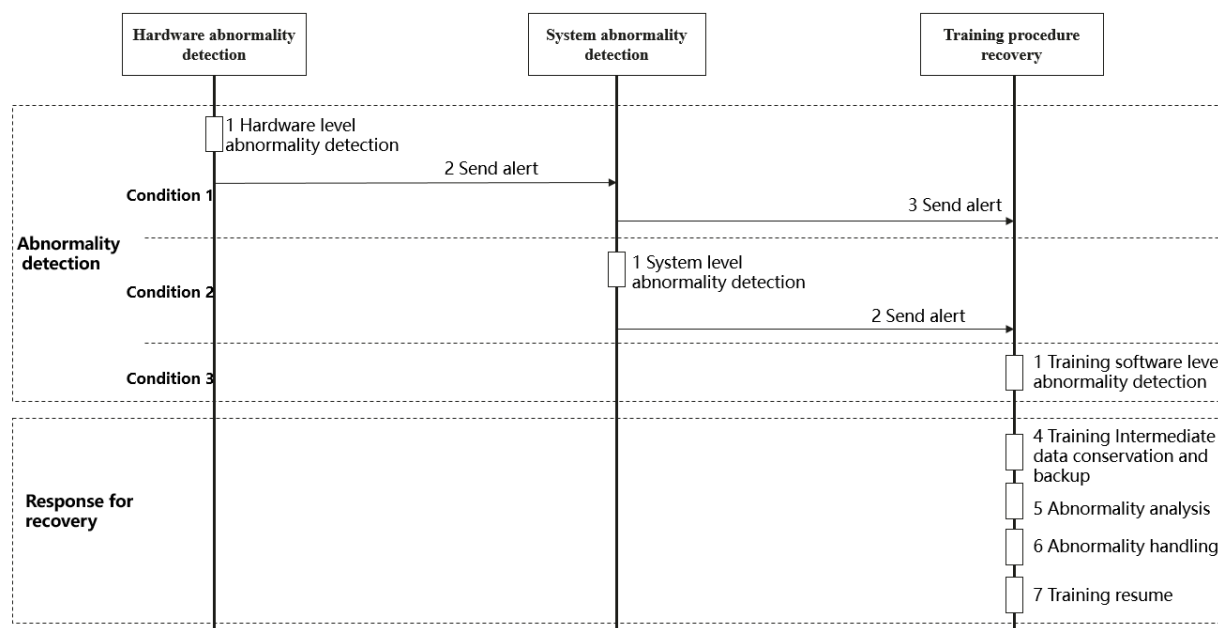 Hardware abnormality
detection
System abnormality
detection
Training procedure
recovery
1 Hardware level
abnormality detection
2 Send alert
Condition 1
3 Send alert
Abnormality
detection
1 System level
abnormality detection
Condition 2
2 Send alert
Condition 3
1 Training software level
abnormality detection
4 Training Intermediate
data conservation and
backup
Response for
recovery
5 Abnormality analysis
6 Abnormality handling
7 Training resume